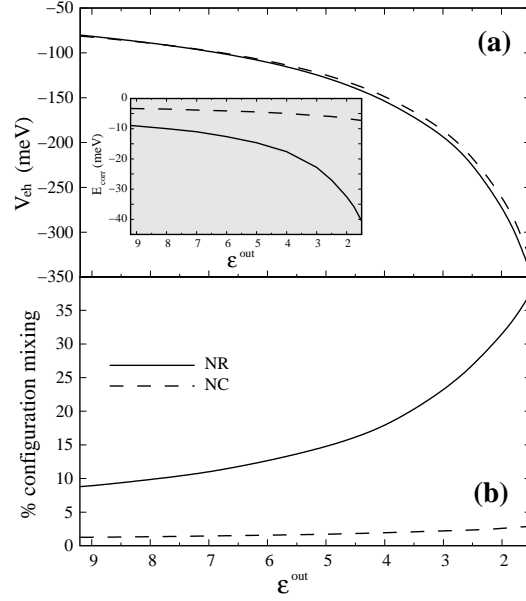 −50
−100
−150
−200
−250
−300
−350
V_eh (meV)
(a)
0
−10
−20
−30
−40
E_corr (meV)
9 8 7 6 5 4 3 2
ε^out
35
30
25
20
15
10
5
0
% configuration mixing
NR
NC
(b)
9 8 7 6 5 4 3 2
ε^out